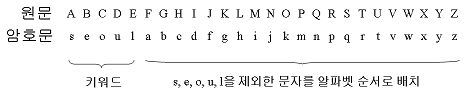 원문 A B C D E F G H I J K L M N O P Q R S T U V W X Y Z
암호문 s e o u l a b c d f g h i j k m n p q r t v w x y z
키워드 s, e, o, u, l을 제외한 문자를 알파벳 순서로 배치